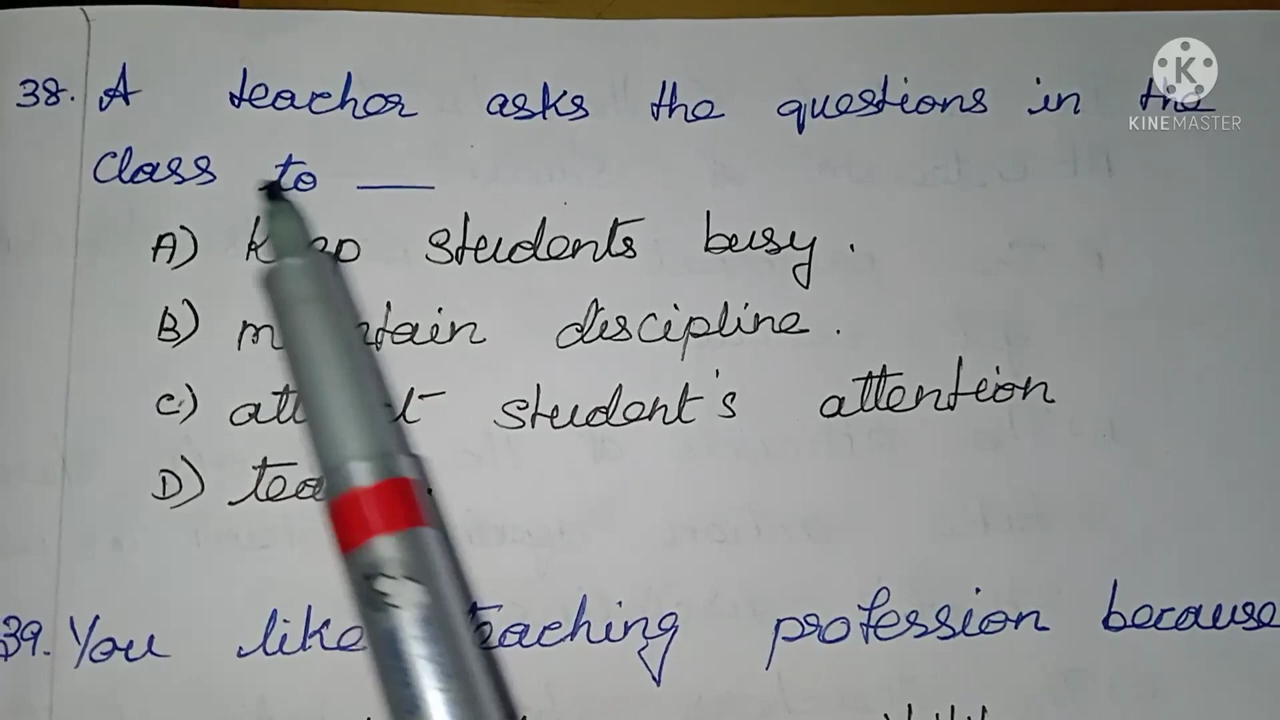 38. A teacher asks the questions in the
Class to ___
A) students busy.
B) discipline.
C) student's attention
D)
39. You like teaching profession because
K
KINEMASTER